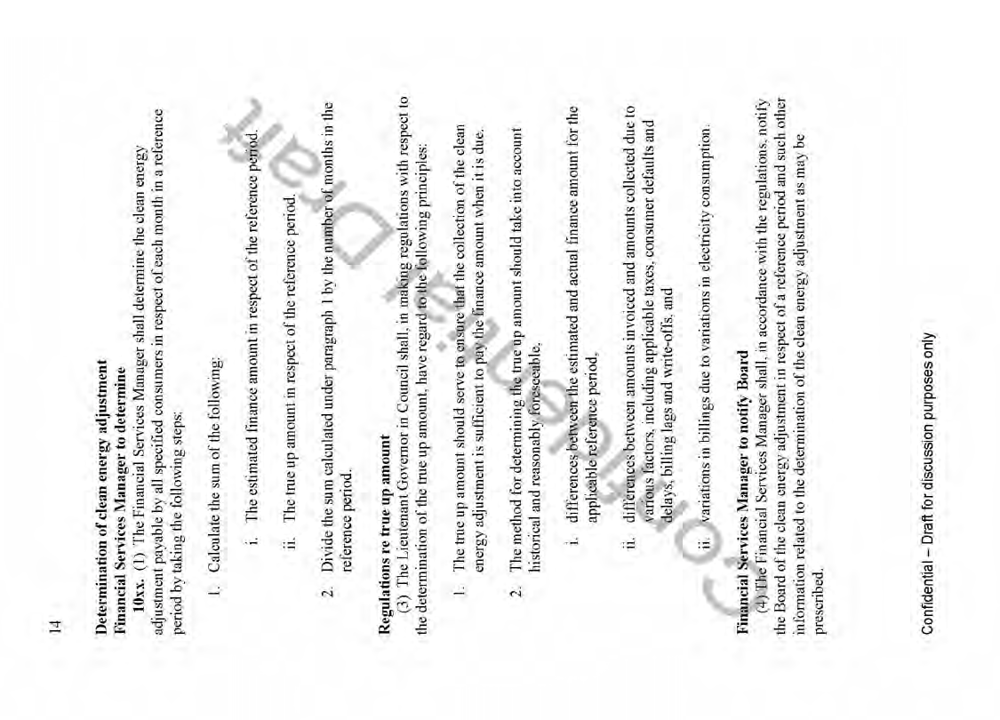 14
Determination of clean energy adjustment
Financial Services Manager to determine
10xx. (1) The Financial Services Manager shall determine the clean energy
adjustment payable by all specified consumers in respect of each month in a reference
period by taking the following steps:
1. Calculate the sum of the following:
i. The estimated finance amount in respect of the reference period.
ii. The true up amount in respect of the reference period.
2. Divide the sum calculated under paragraph 1 by the number of months in the
reference period.
Regulations re true up amount
(3) The Lieutenant Governor in Council shall, in making regulations with respect to
the determination of the true up amount, have regard to the following principles:
1. The true up amount should serve to ensure that the collection of the clean
energy adjustment is sufficient to pay the finance amount when it is due.
2. The method for determining the true up amount should take into account
historical and reasonably foreseeable,
i. differences between the estimated and actual finance amount for the
applicable reference period,
ii. differences between amounts invoiced and amounts collected due to
various factors, including applicable taxes, consumer defaults and
delays, billing lags and write-offs, and
ii. variations in billings due to variations in electricity consumption.
Financial Services Manager to notify Board
(4) The Financial Services Manager shall, in accordance with the regulations, notify
the Board of the clean energy adjustment in respect of a reference period and such other
information related to the determination of the clean energy adjustment as may be
prescribed.
Confidential – Draft for discussion purposes only
Confidential Draft